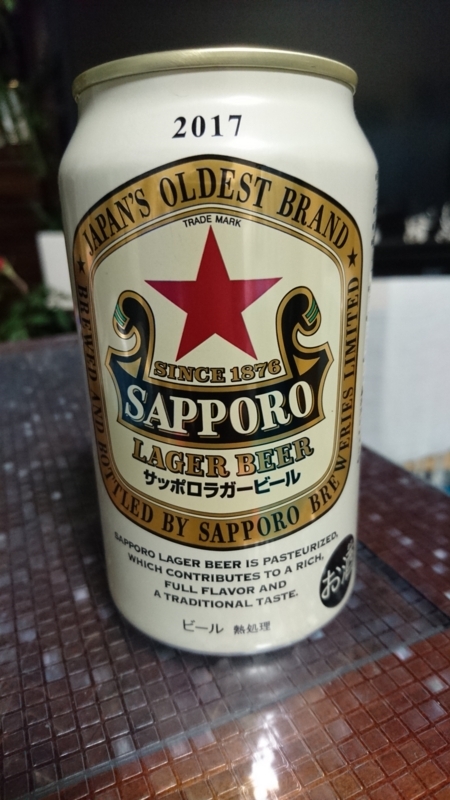 2017
JAPAN'S OLDEST BRAND
TRADE MARK
SINCE 1876
SAPPORO
LAGER BEER
サッポロラガービール
BREWED AND BOTTLED BY SAPPORO BREWERIES LIMITED
SAPPORO LAGER BEER IS PASTEURIZED,
WHICH CONTRIBUTES TO A RICH,
FULL FLAVOR AND
A TRADITIONAL TASTE.
お酒
ビール 熱処理